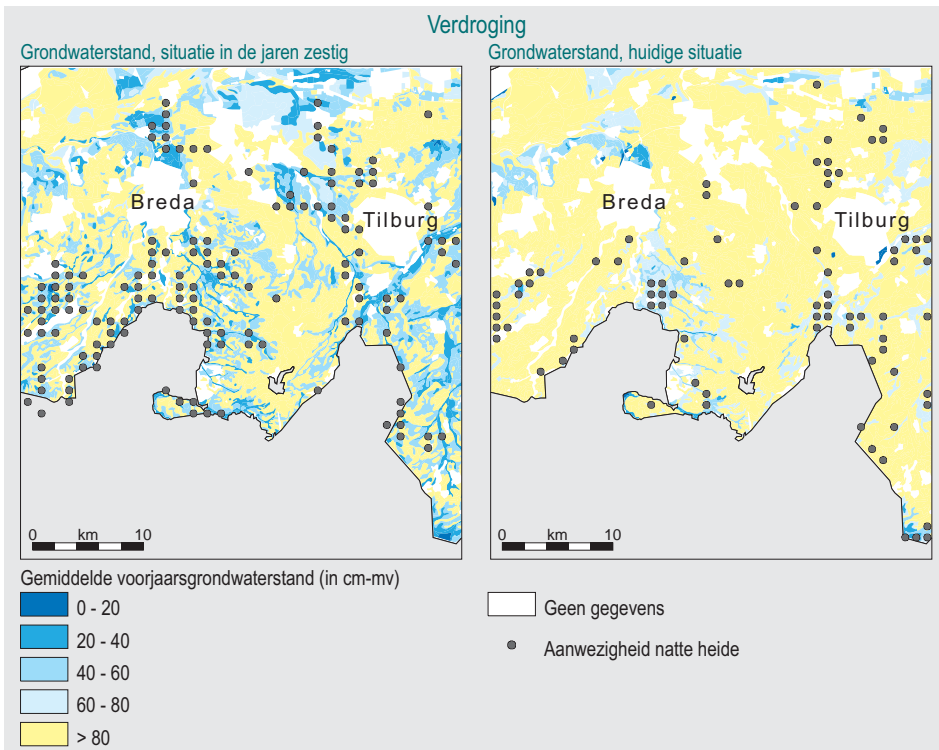 Verdroging
Grondwaterstand, situatie in de jaren zestig
Grondwaterstand, huidige situatie
Breda
Tilburg
0 km 10
Breda
Tilburg
0 km 10
Gemiddelde voorjaarsgrondwaterstand (in cm-mv)
0 - 20
20 - 40
40 - 60
60 - 80
> 80
Geen gegevens
Aanwezigheid natte heide